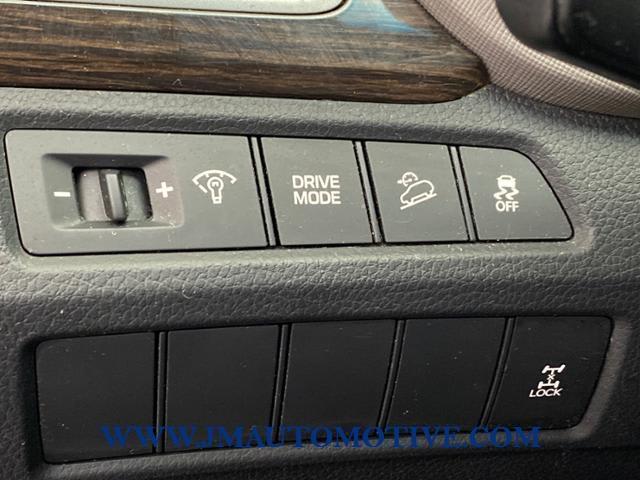 - +
DRIVE
MODE
OFF
LOCK
WWW.JMAUTOMOTIVE.COM